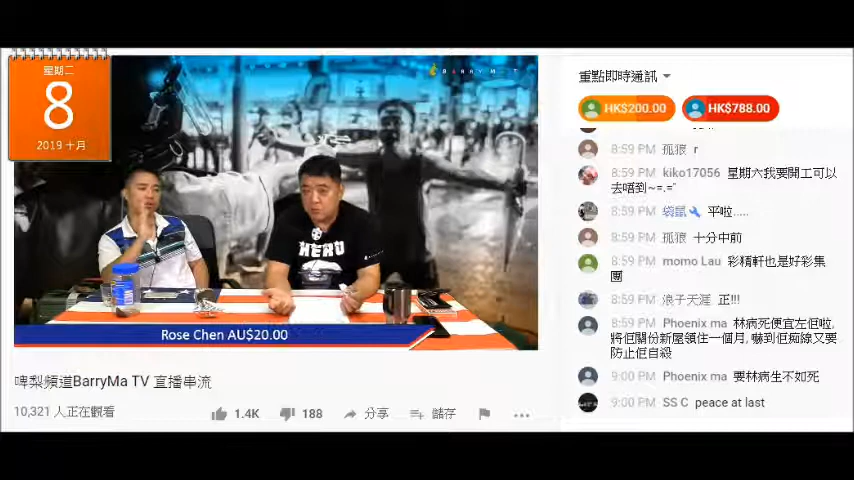 星期二
8
2019 十月
BARRYMA T
HERO
Rose Chen AU$20.00
啤梨頻道BarryMa TV 直播串流
10,321 人正在觀看
1.4K
188
分享
儲存
重點即時通訊
HK$200.00
HK$788.00
8:59 PM 孤狼 r
8:59 PM kiko17056 星期六我要開工可以
去唔到~=.="
8:59 PM 袋鼠 平啦.....
8:59 PM 孤狼 十分中前
8:59 PM momo Lau 彩精軒也是好彩集
團
8:59 PM 浪子天涯 正!!!
8:59 PM Phoenix ma 林病死便宜左佢啦,
將佢關份新屋領住一個月, 嚇到佢痴線又要
防止佢自殺
9:00 PM Phoenix ma 要林病生不如死
9:00 PM SS C peace at last